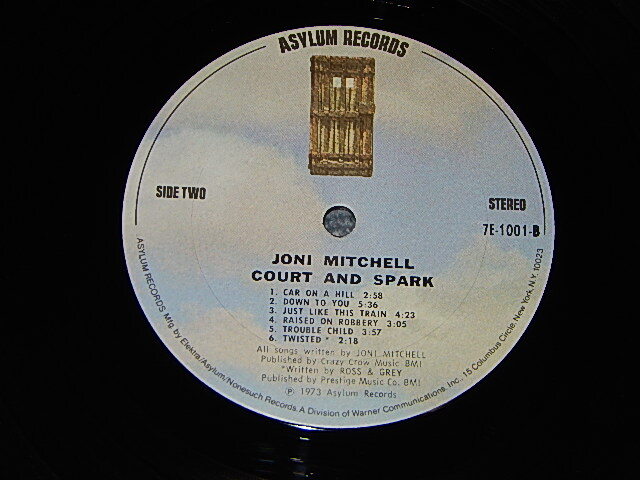 ASYLUM RECORDS
SIDE TWO
STEREO
7E-1001-B
JONI MITCHELL
COURT AND SPARK
1. CAR ON A HILL 2:58
2. DOWN TO YOU 5:36
3. JUST LIKE THIS TRAIN 4:23
4. RAISED ON ROBBERY 3:05
5. TROUBLE CHILD 3:57
6. TWISTED * 2:18
All songs written by JONI MITCHELL
Published by Crazy Crow Music BMI
*Written by ROSS & GREY
Published by Prestige Music Co. BMI
℗ 1973 Asylum Records
ASYLUM RECORDS Mfg. by Elektra/Asylum/Nonesuch Records. A Division of Warner Communications, Inc., 15 Columbus Circle, New York, N.Y. 10023